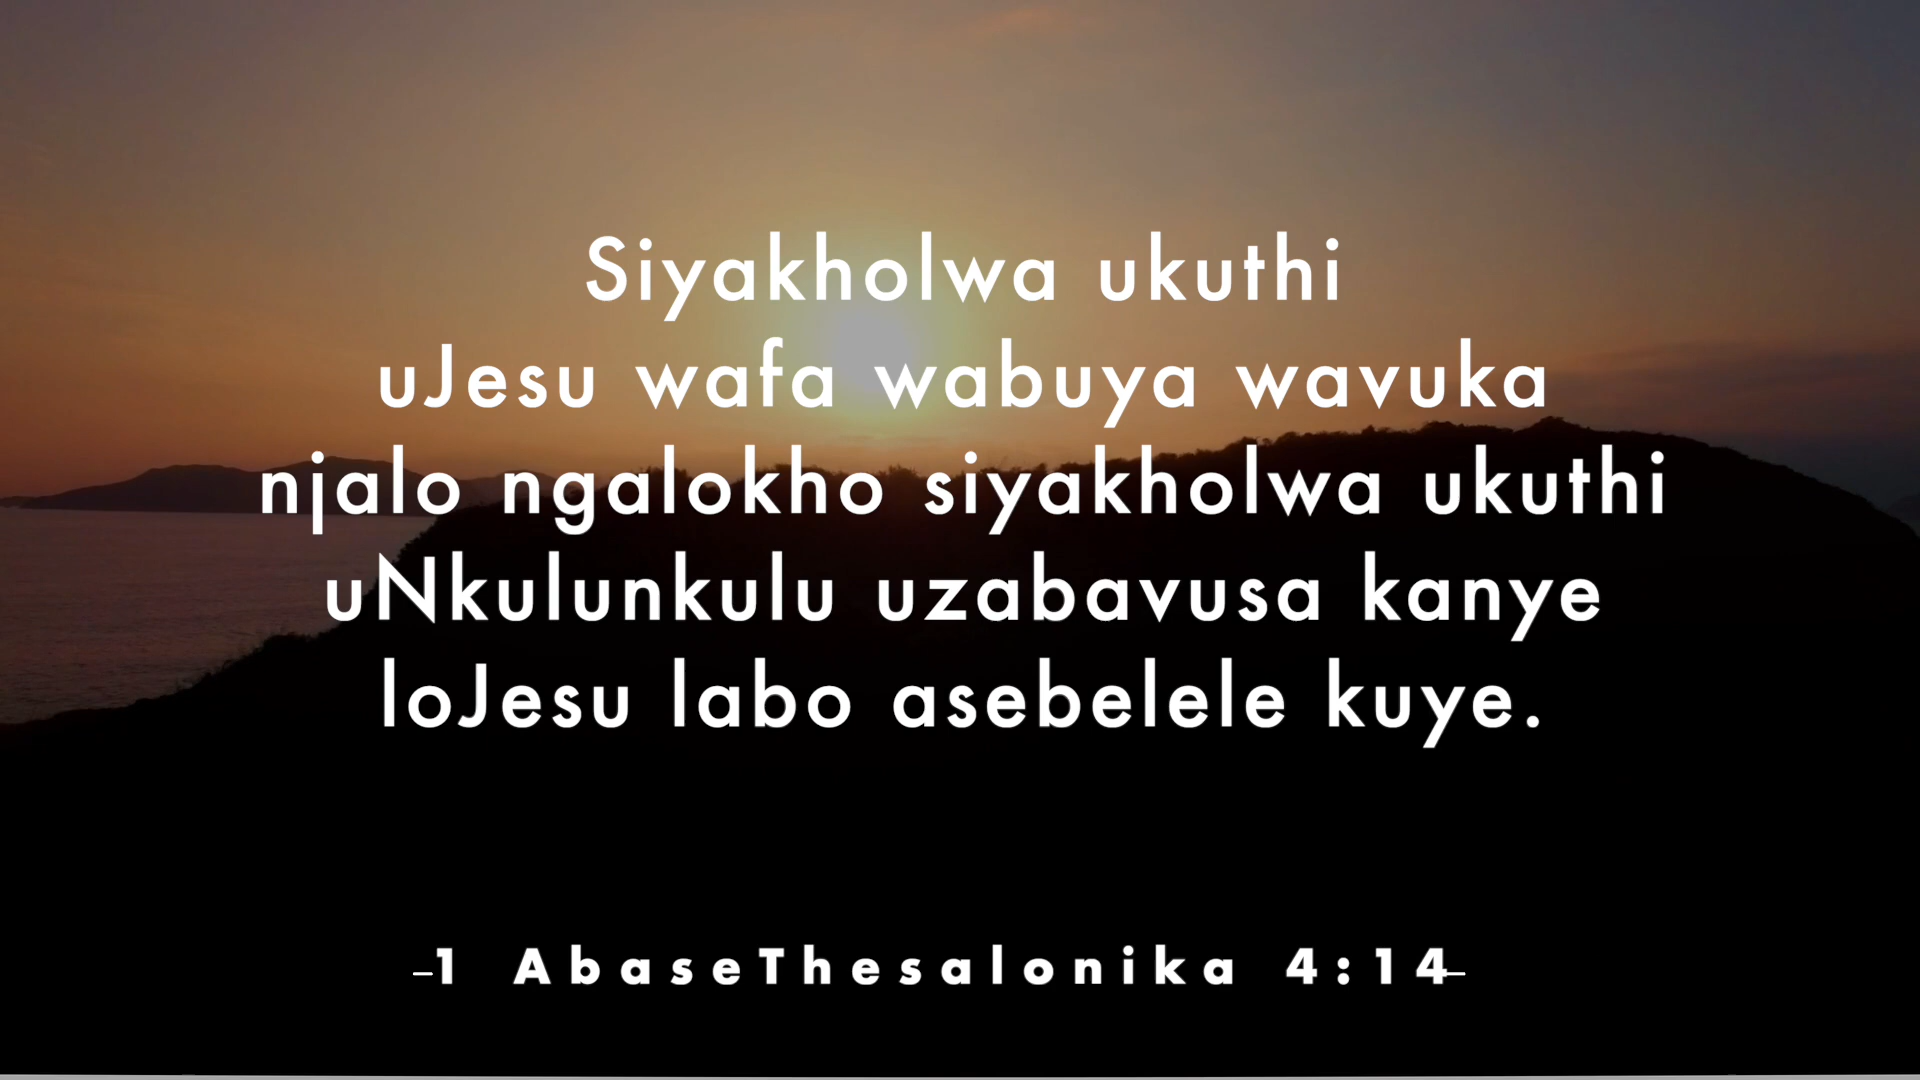 Siyakholwa ukuthi
uJesu wafa wabuya wavuka
njalo ngalokho siyakholwa ukuthi
uNkulunkulu uzabavusa kanye
loJesu labo asebelele kuye.
–1 AbaseThesalonika 4:14–